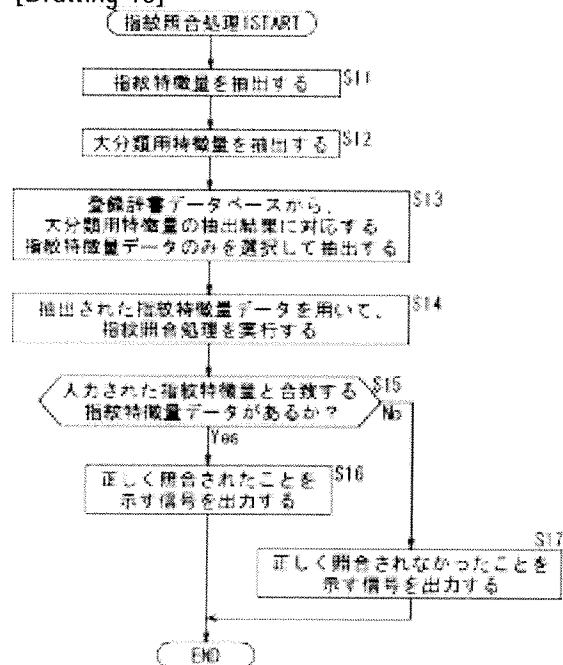 [Drawing 10]
指紋照合処理1START
指紋特徴量を抽出する
S11
大分類用特徴量を抽出する
S12
登録辞書データベースから、
大分類用特徴量の抽出結果に対応する
指紋特徴量データのみを選択して抽出する
S13
抽出された指紋特徴量データを用いて、
指紋照合処理を実行する
S14
入力された指紋特徴量と合致する
指紋特徴量データがあるか？
S15
No
Yes
正しく照合されたことを
示す信号を出力する
S16
S17
正しく照合されなかったことを
示す信号を出力する
END